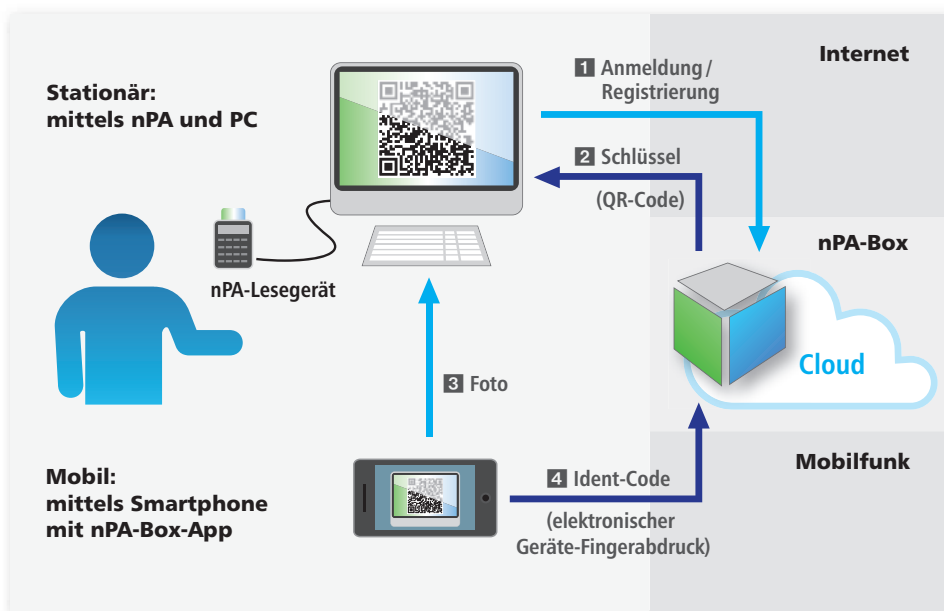 Internet
1 Anmeldung /
Registrierung
Stationär:
mittels nPA und PC
2 Schlüssel
(QR-Code)
nPA-Box
nPA-Lesegerät
Cloud
3 Foto
Mobil:
mittels Smartphone
mit nPA-Box-App
4 Ident-Code
(elektronischer
Geräte-Fingerabdruck)
Mobilfunk